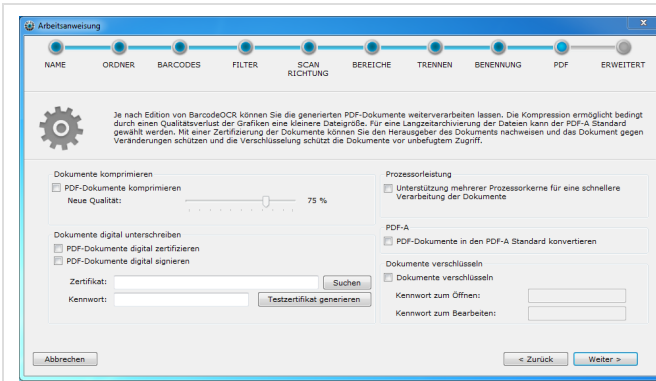 Arbeitsanweisung
x
NAME
ORDNER
BARCODES
FILTER
SCAN
RICHTUNG
BEREICHE
TRENNEN
BENENNUNG
PDF
ERWEITERT
Je nach Edition von BarcodeOCR können Sie die generierten PDF-Dokumente weiterverarbeiten lassen. Die Kompression ermöglicht bedingt
durch einen Qualitätsverlust der Grafiken eine kleinere Dateigröße. Für eine Langzeitarchivierung der Dateien kann der PDF-A Standard
gewählt werden. Mit einer Zertifizierung der Dokumente können Sie den Herausgeber des Dokuments nachweisen und das Dokument gegen
Veränderungen schützen und die Verschlüsselung schützt die Dokumente vor unbefugtem Zugriff.
Dokumente komprimieren
PDF-Dokumente komprimieren
Neue Qualität:
75 %
Dokumente digital unterschreiben
PDF-Dokumente digital zertifizieren
PDF-Dokumente digital signieren
Zertifikat:
Suchen
Kennwort:
Testzertifikat generieren
Prozessorleistung
Unterstützung mehrerer Prozessorkerne für eine schnellere
Verarbeitung der Dokumente
PDF-A
PDF-Dokumente in den PDF-A Standard konvertieren
Dokumente verschlüsseln
Dokumente verschlüsseln
Kennwort zum Öffnen:
Kennwort zum Bearbeiten:
Abbrechen
< Zurück
Weiter >